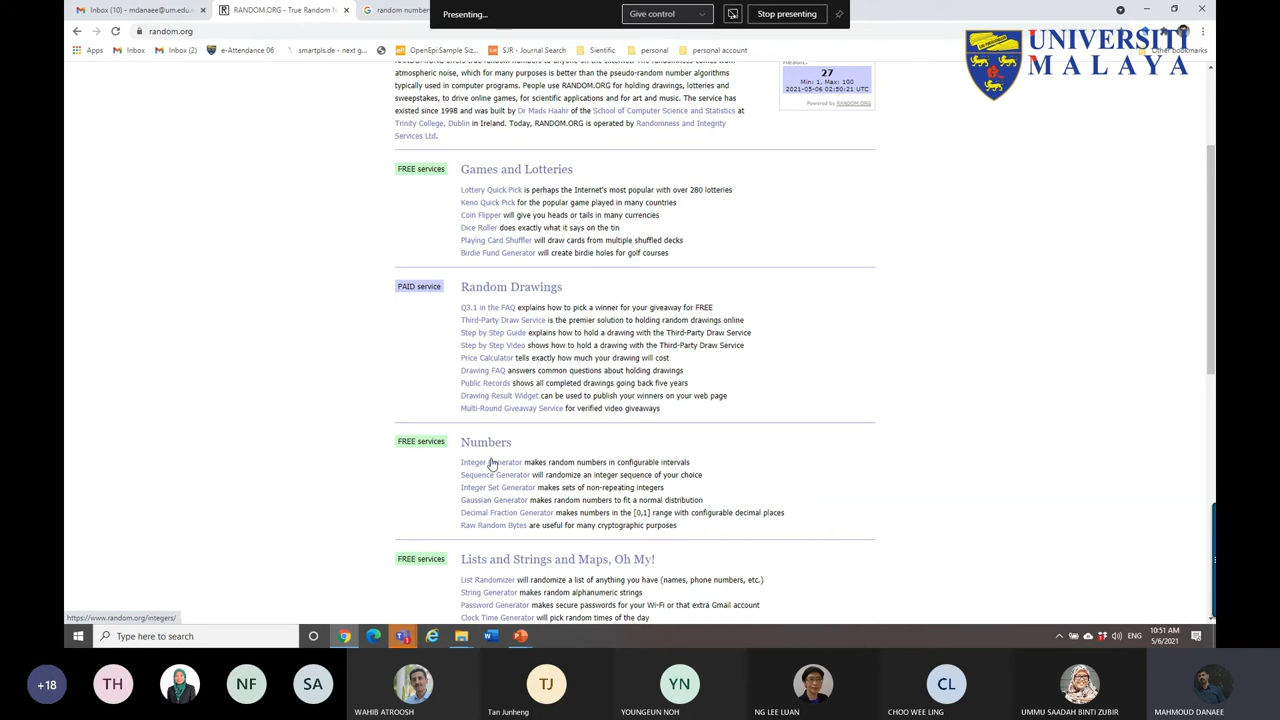 Inbox (10) - mdanaee@um.edu.m
RANDOM.ORG - True Random N
random number
Presenting...
Give control
Stop presenting
random.org
Apps
Inbox
Inbox (2)
e-Attendance 06
smartpls.de - next g...
OpenEpiSample Siz...
SJR - Journal Search
Sientific
personal
personal account
Other bookmarks
UNIVERSITI
MALAYA
atmospheric noise, which for many purposes is better than the pseudo-random number algorithms
typically used in computer programs. People use RANDOM.ORG for holding drawings, lotteries and
sweepstakes, to drive online games, for scientific applications and for art and music. The service has
existed since 1998 and was built by Dr Mads Haahr of the School of Computer Science and Statistics at
Trinity College, Dublin in Ireland. Today, RANDOM.ORG is operated by Randomness and Integrity
Services Ltd.
27
Min: 1, Max: 100
2021-05-06 02:50:21 UTC
Powered by RANDOM.ORG
FREE services
Games and Lotteries
Lottery Quick Pick is perhaps the Internet's most popular with over 280 lotteries
Keno Quick Pick for the popular game played in many countries
Coin Flipper will give you heads or tails in many currencies
Dice Roller does exactly what it says on the tin
Playing Card Shuffler will draw cards from multiple shuffled decks
Birdie Fund Generator will create birdie holes for golf courses
PAID service
Random Drawings
Q3.1 in the FAQ explains how to pick a winner for your giveaway for FREE
Third-Party Draw Service is the premier solution to holding random drawings online
Step by Step Guide explains how to hold a drawing with the Third-Party Draw Service
Step by Step Video shows how to hold a drawing with the Third-Party Draw Service
Price Calculator tells exactly how much your drawing will cost
Drawing FAQ answers common questions about holding drawings
Public Records shows all completed drawings going back five years
Drawing Result Widget can be used to publish your winners on your web page
Multi-Round Giveaway Service for verified video giveaways
FREE services
Numbers
Integer Generator makes random numbers in configurable intervals
Sequence Generator will randomize an integer sequence of your choice
Integer Set Generator makes sets of non-repeating integers
Gaussian Generator makes random numbers to fit a normal distribution
Decimal Fraction Generator makes numbers in the [0,1] range with configurable decimal places
Raw Random Bytes are useful for many cryptographic purposes
FREE services
Lists and Strings and Maps, Oh My!
List Randomizer will randomize a list of anything you have (names, phone numbers, etc.)
String Generator makes random alphanumeric strings
Password Generator makes secure passwords for your Wi-Fi or that extra Gmail account
Clock Time Generator will pick random times of the day
https://www.random.org/integers/
Type here to search
ENG
10:51 AM
5/6/2021
+18
TH
NF
SA
WAHIB ATROOSH
TJ
Tan Junheng
YN
YOUNGEUN NOH
NG LEE LUAN
CL
CHOO WEE LING
UMMU SAADAH BINTI ZUBIR
MAHMOUD DANAEE